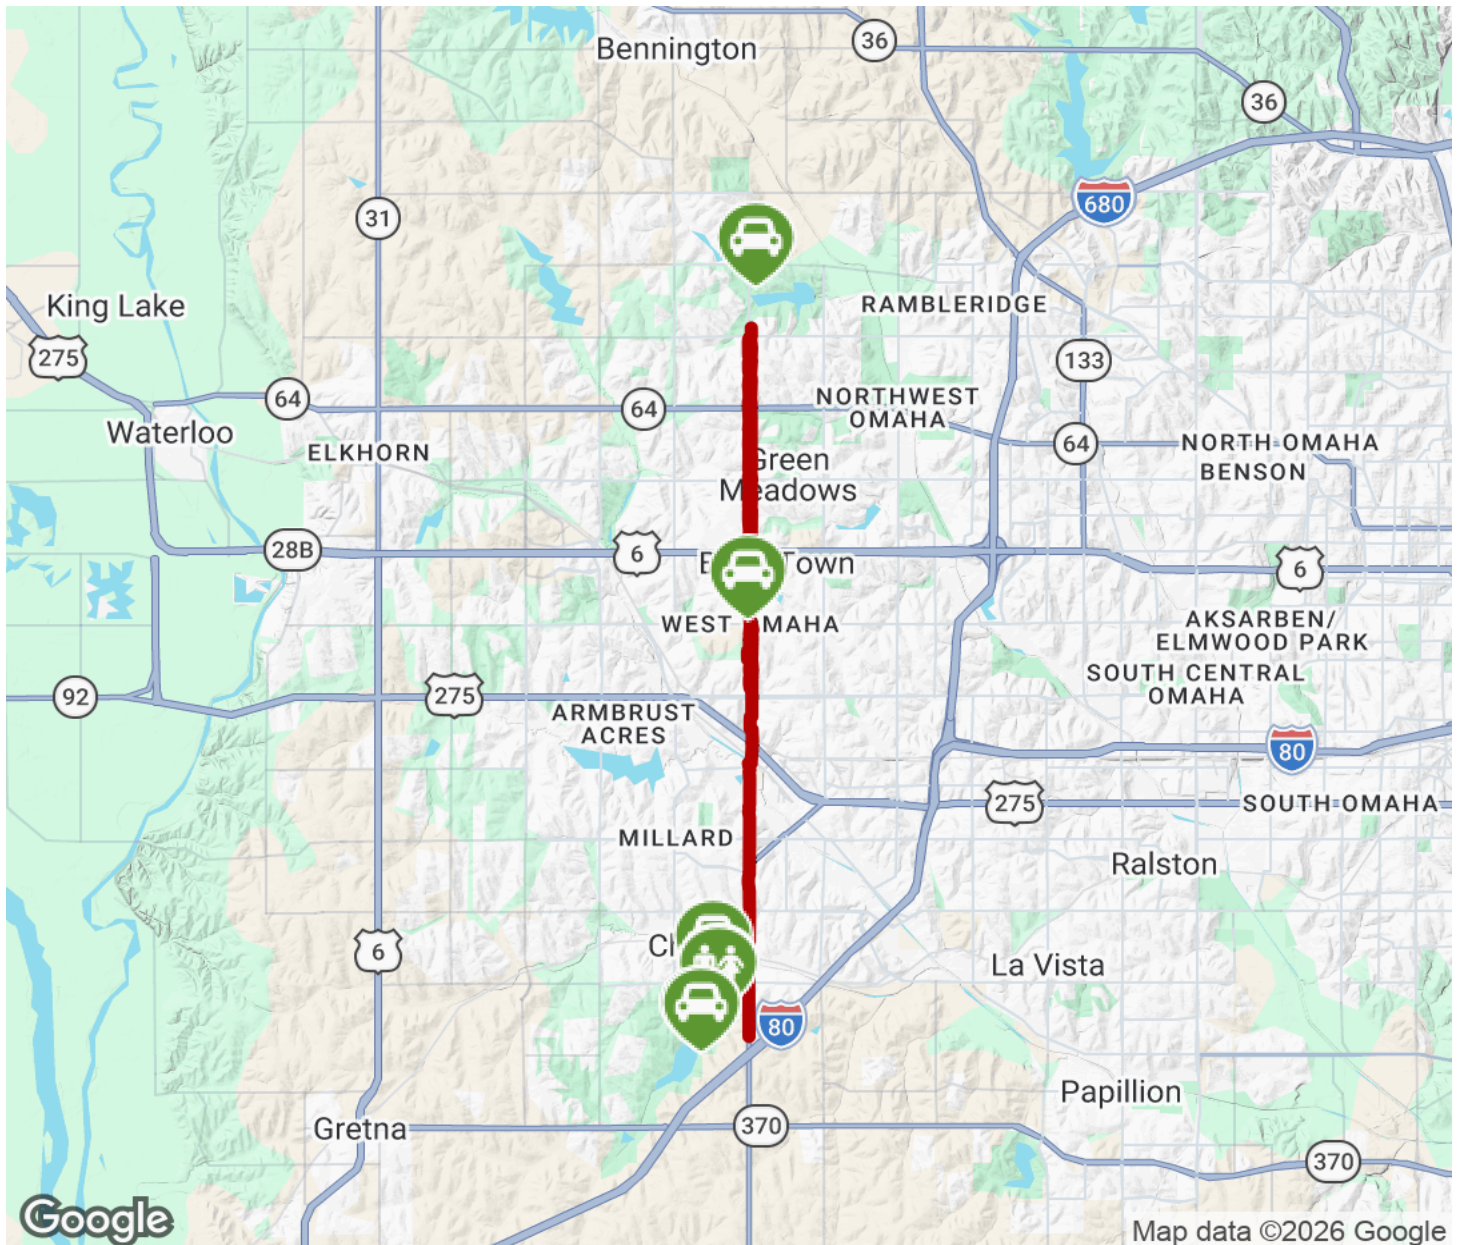 Bennington
36
36
680
31
King Lake
RAMBLERIDGE
275
133
64
64
NORTHWEST
OMAHA
Waterloo
ELKHORN
64
NORTH OMAHA
BENSON
Green
Meadows
28B
6
Town
6
WEST OMAHA
AKSARBEN/
ELMWOOD PARK
SOUTH CENTRAL
OMAHA
92
275
ARMBRUST
ACRES
80
275
SOUTH OMAHA
MILLARD
Ralston
6
La Vista
80
Papillion
Gretna
370
370
Google
Map data ©2026 Google